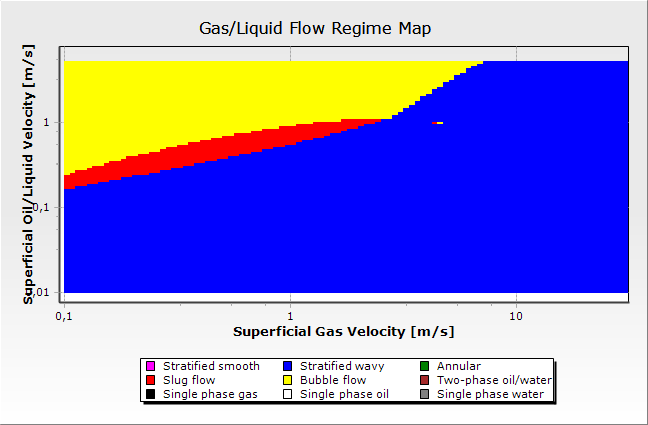 Gas/Liquid Flow Regime Map
Superficial Oil/Liquid Velocity [m/s]
1
0,1
0,01
0,1
1
10
Superficial Gas Velocity [m/s]
Stratified smooth
Stratified wavy
Annular
Slug flow
Bubble flow
Two-phase oil/water
Single phase gas
Single phase oil
Single phase water